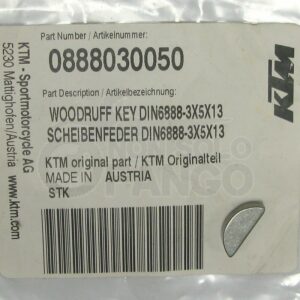 Part Number / Artikelnummer:
0888030050
Part Description / Artikelbezeichnung:
WOODRUFF KEY DIN6888-3X5X13
SCHEIBENFEDER DIN6888-3X5X13
KTM original part / KTM Originalteil
MADE IN AUSTRIA
STK
KTM - Sportmotorcycle AG
5230 Mattighofen/Austria
www.ktm.com
KTM